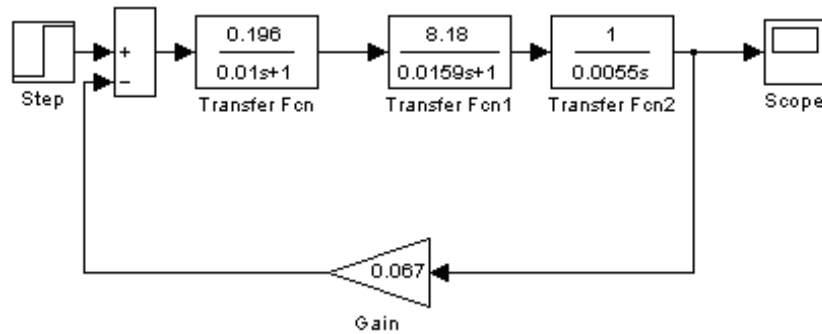 Step
+
−
0.196
0.01s+1
Transfer Fcn
8.18
0.0159s+1
Transfer Fcn1
1
0.0055s
Transfer Fcn2
Scope
0.067
Gain